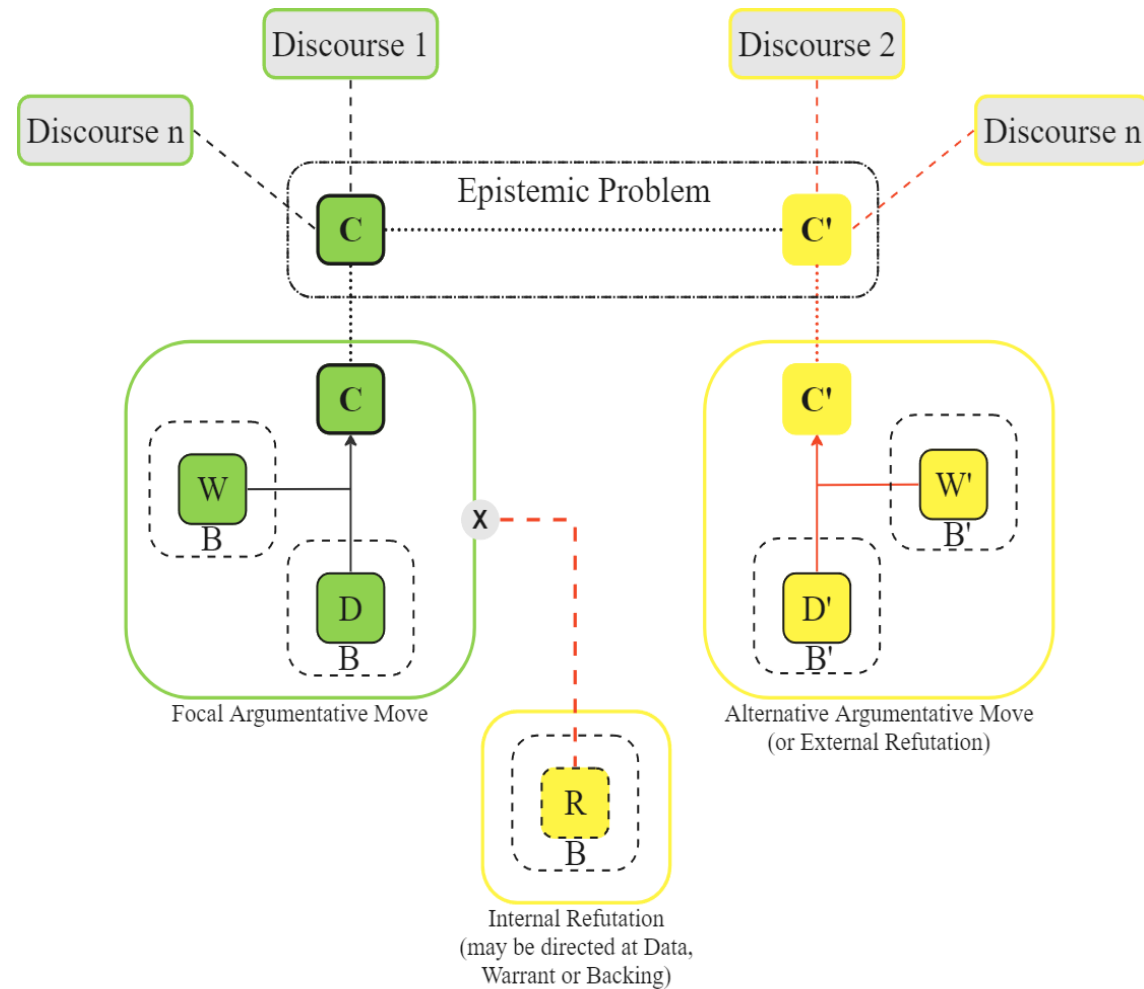 Discourse 1
Discourse 2
Discourse n
Discourse n
Epistemic Problem
C
C'
C
C'
W
B
W'
B'
X
D
B
D'
B'
Focal Argumentative Move
Alternative Argumentative Move
(or External Refutation)
R
B
Internal Refutation
(may be directed at Data,
Warrant or Backing)